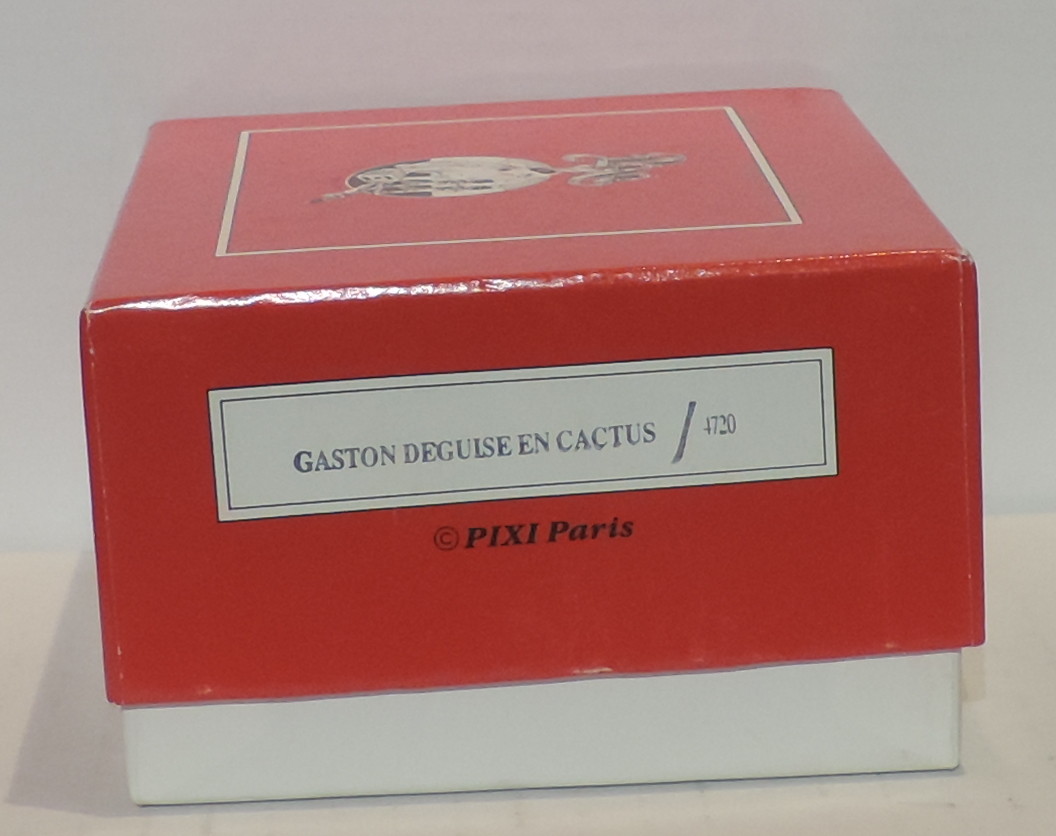 GASTON DEGUISE EN CACTUS / 4720
© PIXI Paris